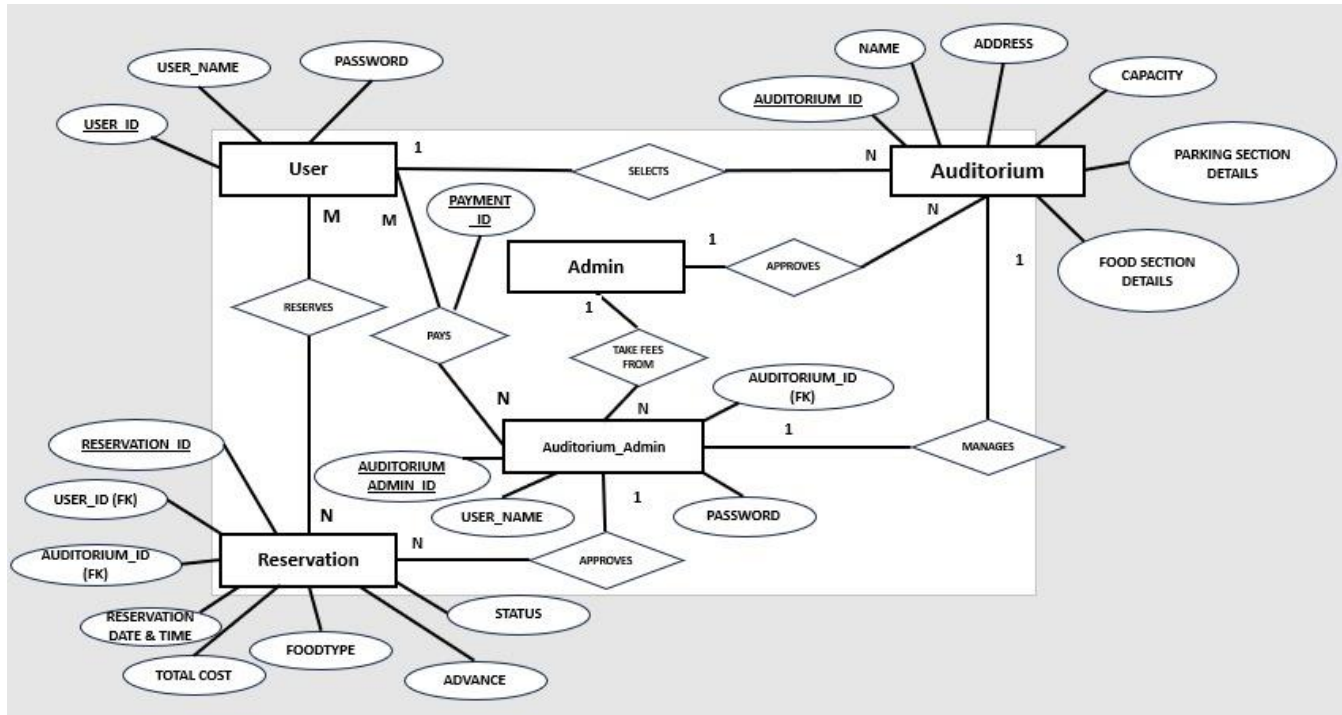 NAME
ADDRESS
USER_NAME
PASSWORD
CAPACITY
AUDITORIUM_ID
USER_ID
1
N
User
SELECTS
Auditorium
PARKING SECTION
DETAILS
M
M
PAYMENT
_ID
N
1
1
Admin
APPROVES
FOOD SECTION
DETAILS
1
RESERVES
PAYS
TAKE FEES
FROM
AUDITORIUM_ID
(FK)
N
N
1
RESERVATION_ID
Auditorium_Admin
MANAGES
AUDITORIUM
ADMIN_ID
USER_ID (FK)
1
USER_NAME
PASSWORD
N
N
AUDITORIUM_ID
(FK)
Reservation
APPROVES
RESERVATION
DATE & TIME
STATUS
FOODTYPE
TOTAL COST
ADVANCE